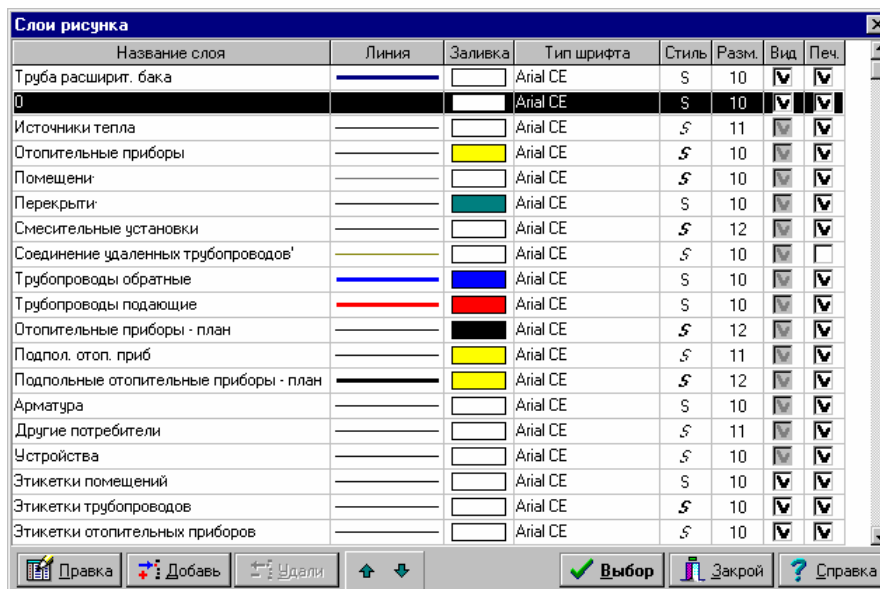 Слои рисунка
Название слоя Линия Заливка Тип шрифта Стиль Разм. Вид Печ.
Труба расширит. бака Arial CE S 10
0 Arial CE S 10
Источники тепла Arial CE S 11
Отопительные приборы Arial CE S 10
Помещени Arial CE S 10
Перекрыти Arial CE S 10
Смесительные установки Arial CE S 12
Соединение удаленных трубопроводов' Arial CE S 10
Трубопроводы обратные Arial CE S 10
Трубопроводы подающие Arial CE S 10
Отопительные приборы - план Arial CE S 12
Подпол. отоп. приб Arial CE S 11
Подпольные отопительные приборы - план Arial CE S 12
Арматура Arial CE S 10
Другие потребители Arial CE S 11
Устройства Arial CE S 10
Этикетки помещений Arial CE S 10
Этикетки трубопроводов Arial CE S 10
Этикетки отопительных приборов Arial CE S 10
Правка Добавь Удали Выбор Закрой Справка